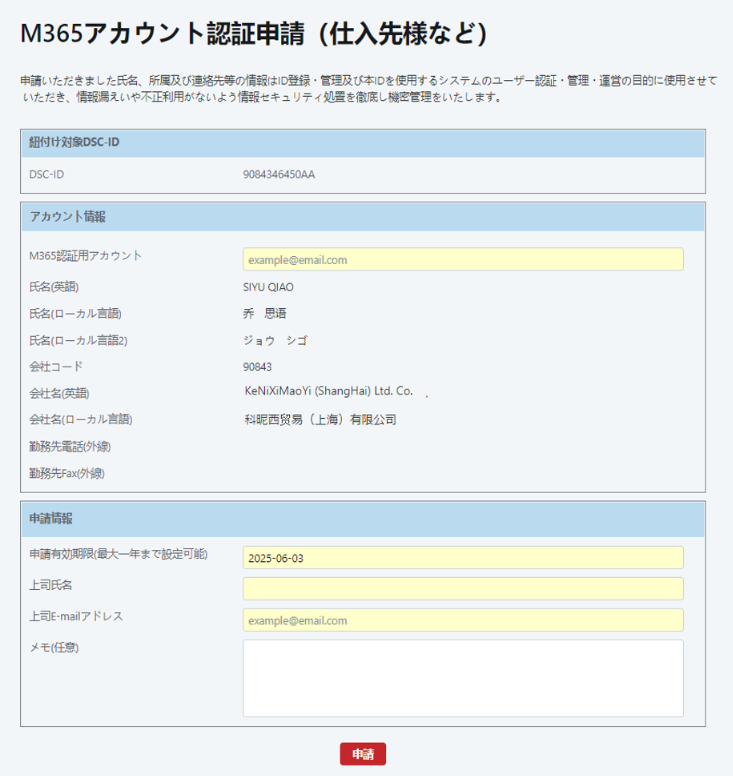 M365アカウント認証申請（仕入先様など）
申請いただきました氏名、所属及び連絡先等の情報はID登録・管理及び本IDを使用するシステムのユーザー認証・管理・運営の目的に使用させて
いただき、情報漏えいや不正利用がないよう情報セキュリティ処置を徹底し機密管理をいたします。
紐付け対象DSC-ID
DSC-ID 9084346450AA
アカウント情報
M365認証用アカウント example@email.com
氏名(英語) SIYU QIAO
氏名(ローカル言語) 乔　思语
氏名(ローカル言語2) ジョウ　シゴ
会社コード 90843
会社名(英語) KeNiXiMaoYi (ShangHai) Ltd. Co. .
会社名(ローカル言語) 科昵西贸易（上海）有限公司
勤務先電話(外線)
勤務先Fax(外線)
申請情報
申請有効期限(最大一年まで設定可能) 2025-06-03
上司氏名
上司E-mailアドレス example@email.com
メモ(任意)
申請